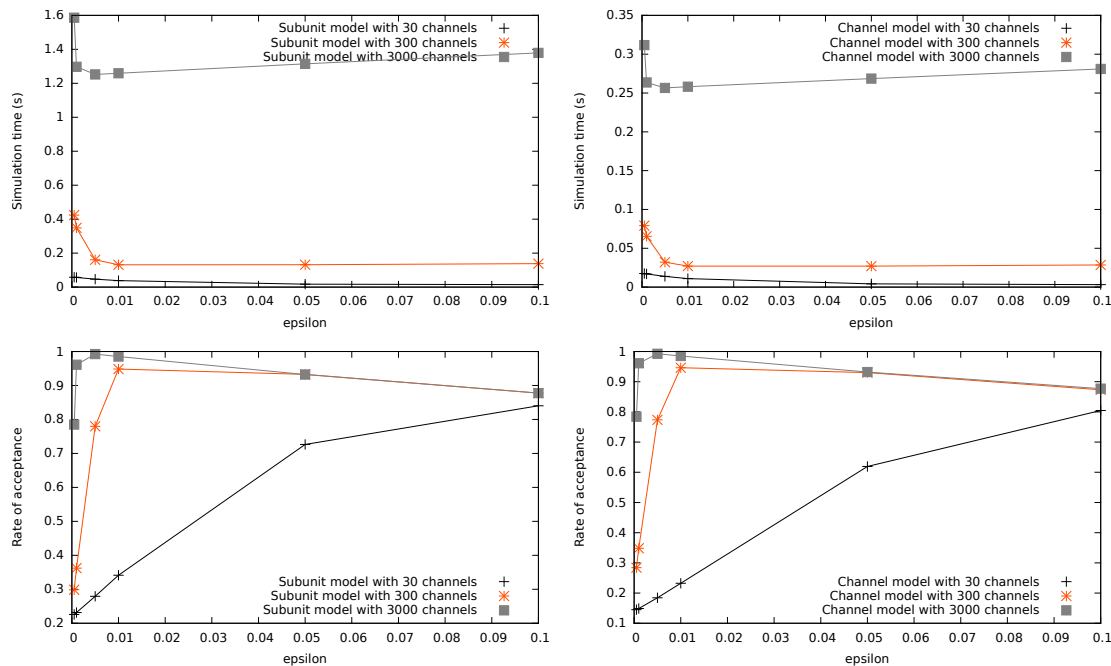 1.6
1.4
1.2
1
0.8
0.6
0.4
0.2
0
Simulation time (s)
Subunit model with 30 channels
Subunit model with 300 channels
Subunit model with 3000 channels
0 0.01 0.02 0.03 0.04 0.05 0.06 0.07 0.08 0.09 0.1
epsilon
0.35
0.3
0.25
0.2
0.15
0.1
0.05
0
Simulation time (s)
Channel model with 30 channels
Channel model with 300 channels
Channel model with 3000 channels
0 0.01 0.02 0.03 0.04 0.05 0.06 0.07 0.08 0.09 0.1
epsilon
1
0.9
0.8
0.7
0.6
0.5
0.4
0.3
0.2
Rate of acceptance
Subunit model with 30 channels
Subunit model with 300 channels
Subunit model with 3000 channels
0 0.01 0.02 0.03 0.04 0.05 0.06 0.07 0.08 0.09 0.1
epsilon
1
0.9
0.8
0.7
0.6
0.5
0.4
0.3
0.2
0.1
Rate of acceptance
Channel model with 30 channels
Channel model with 300 channels
Channel model with 3000 channels
0 0.01 0.02 0.03 0.04 0.05 0.06 0.07 0.08 0.09 0.1
epsilon